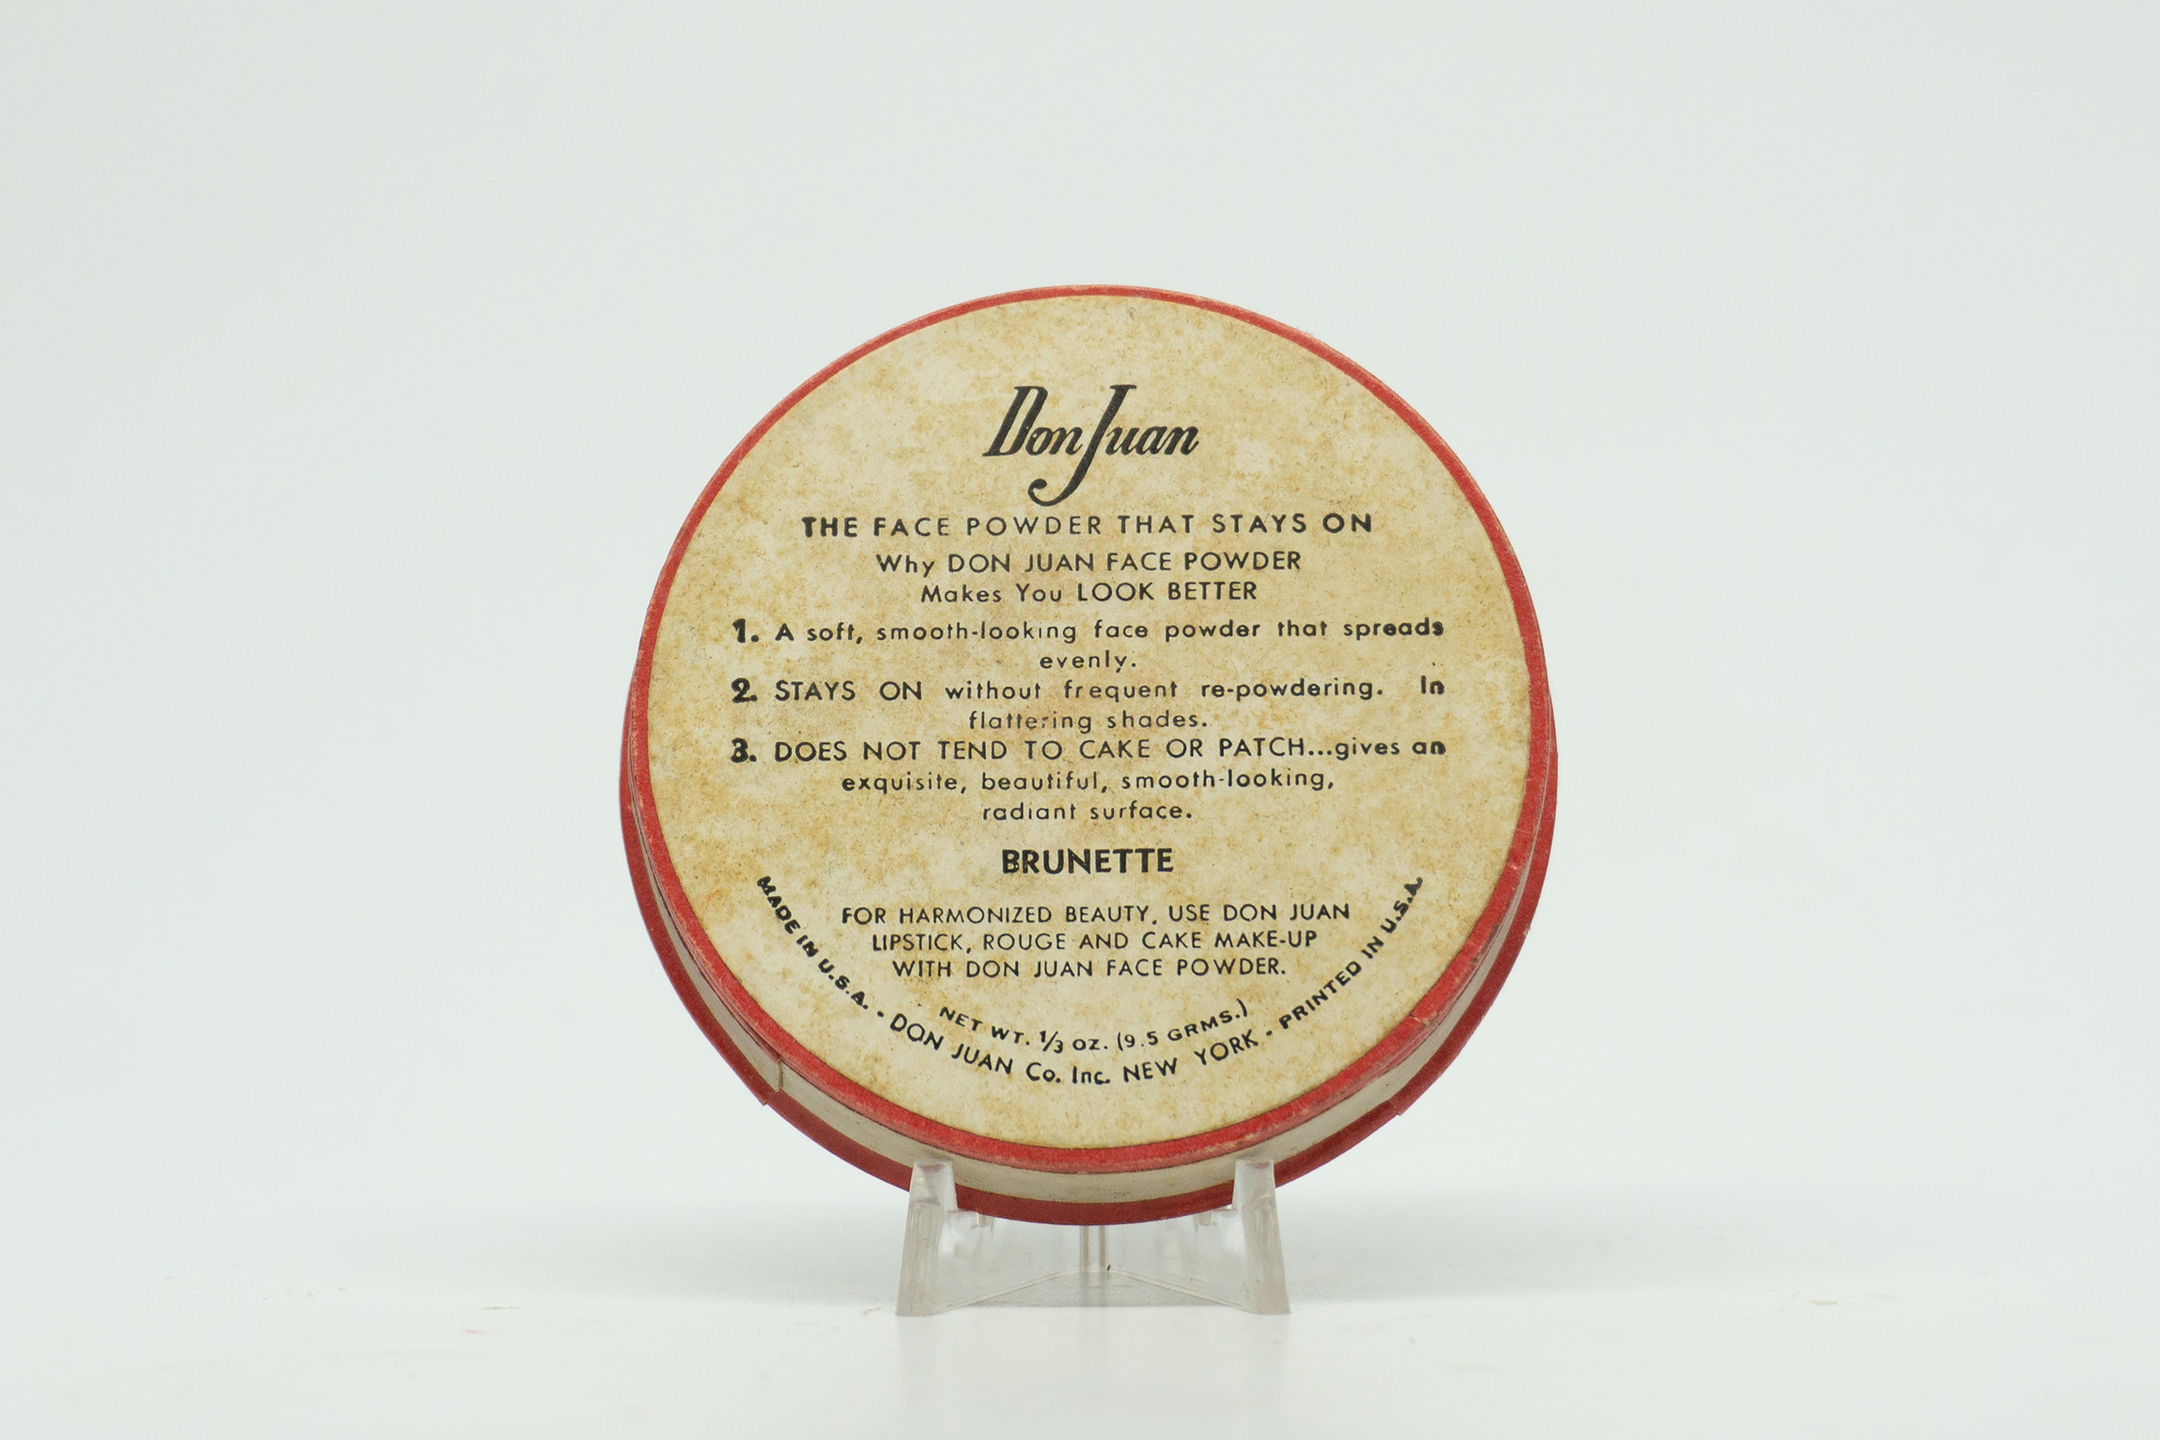 Don Juan
THE FACE POWDER THAT STAYS ON
Why DON JUAN FACE POWDER
Makes You LOOK BETTER
1. A soft, smooth-looking face powder that spreads
evenly.
2. STAYS ON without frequent re-powdering. In
flattering shades.
3. DOES NOT TEND TO CAKE OR PATCH...gives an
exquisite, beautiful, smooth-looking,
radiant surface.
BRUNETTE
FOR HARMONIZED BEAUTY, USE DON JUAN
LIPSTICK, ROUGE AND CAKE MAKE-UP
WITH DON JUAN FACE POWDER.
NET WT. 1/3 OZ. (9.5 GRMS.)
MADE IN U.S.A. - DON JUAN Co. Inc. NEW YORK - PRINTED IN U.S.A.